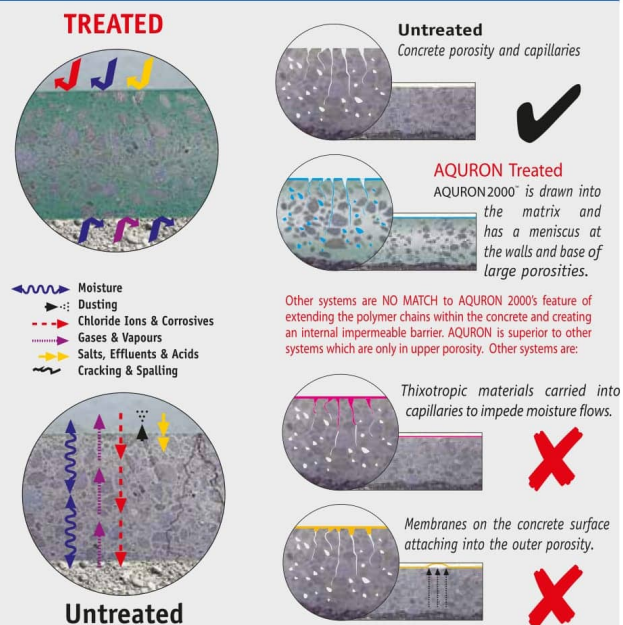 TREATED
Moisture
Dusting
Chloride Ions & Corrosives
Gases & Vapours
Salts, Effluents & Acids
Cracking & Spalling
Untreated
Untreated
Concrete porosity and capillaries
AQURON Treated
AQURON 2000™ is drawn into
the matrix and
has a meniscus at
the walls and base of
large porosities.
Other systems are NO MATCH to AQURON 2000's feature of
extending the polymer chains within the concrete and creating
an internal impermeable barrier. AQURON is superior to other
systems which are only in upper porosity. Other systems are:
Thixotropic materials carried into
capillaries to impede moisture flows.
Membranes on the concrete surface
attaching into the outer porosity.